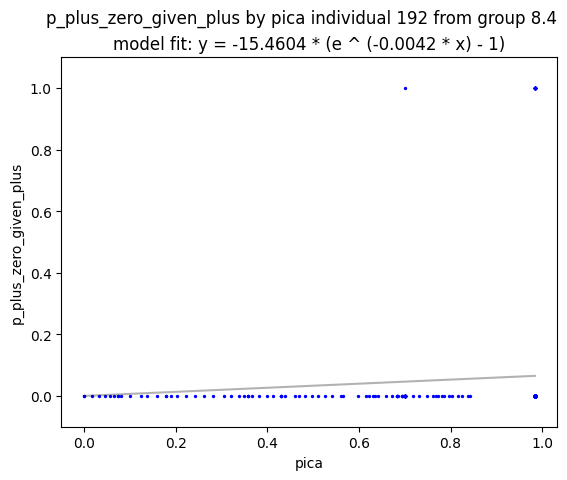 p_plus_zero_given_plus by pica individual 192 from group 8.4
model fit: y = -15.4604 * (e ^ (-0.0042 * x) - 1)
p_plus_zero_given_plus
1.0
0.8
0.6
0.4
0.2
0.0
0.0 0.2 0.4 0.6 0.8 1.0
pica